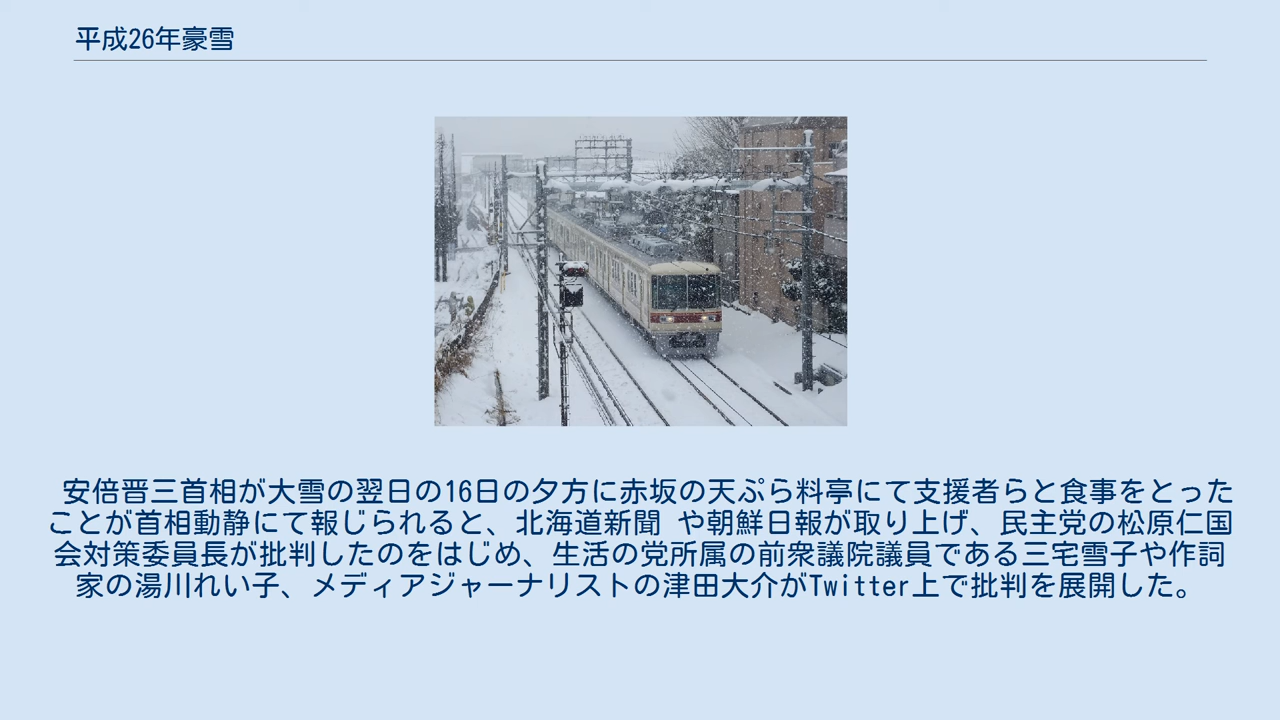 平成26年豪雪
安倍晋三首相が大雪の翌日の16日の夕方に赤坂の天ぷら料亭にて支援者らと食事をとった
ことが首相動静にて報じられると、北海道新聞 や朝鮮日報が取り上げ、民主党の松原仁国
会対策委員長が批判したのをはじめ、生活の党所属の前衆議院議員である三宅雪子や作詞
家の湯川れい子、メディアジャーナリストの津田大介がTwitter上で批判を展開した。